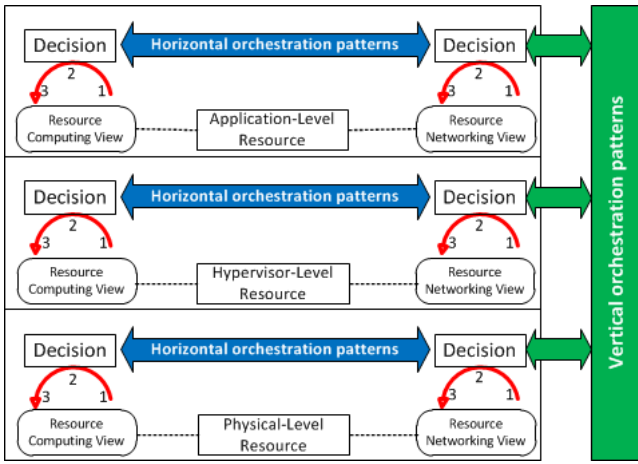 Decision
Horizontal orchestration patterns
Decision
3
2
1
3
2
1
Resource
Computing View
Application-Level
Resource
Resource
Networking View
Decision
Horizontal orchestration patterns
Decision
3
2
1
3
2
1
Resource
Computing View
Hypervisor-Level
Resource
Resource
Networking View
Decision
Horizontal orchestration patterns
Decision
3
2
1
3
2
1
Resource
Computing View
Physical-Level
Resource
Resource
Networking View
Vertical orchestration patterns